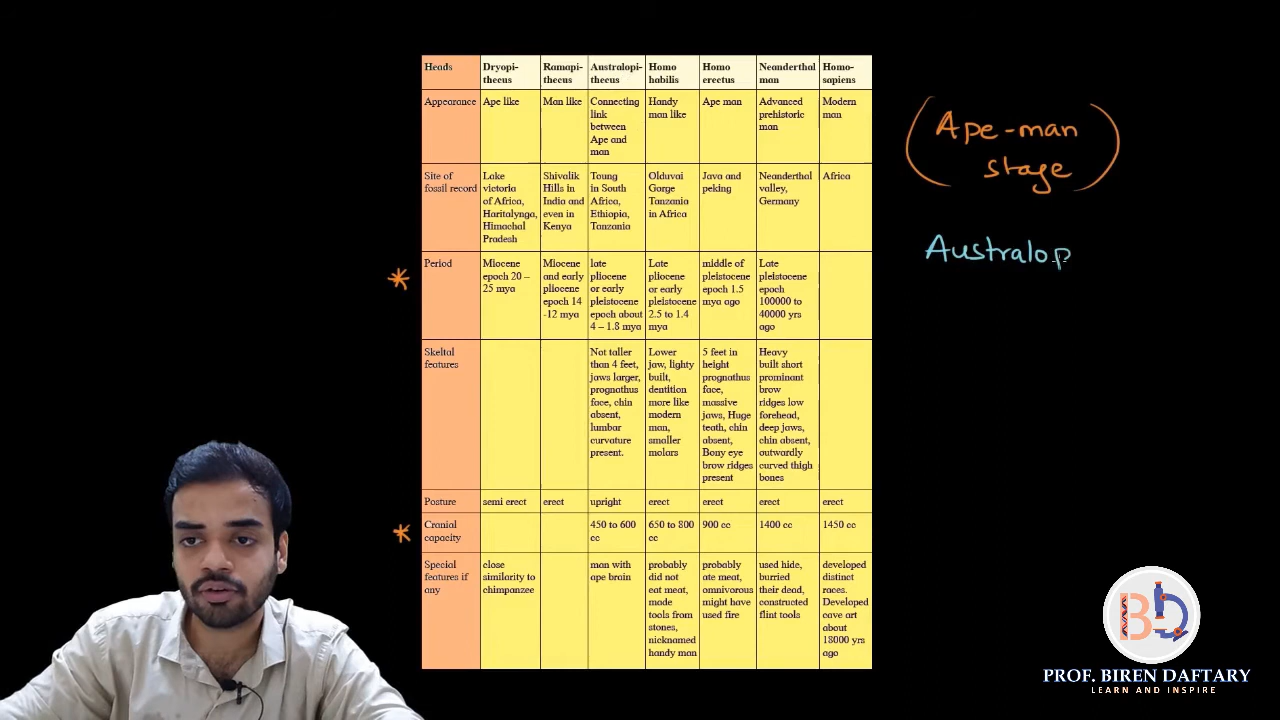 Heads Dryopi- Ramapi- Australopi- Homo Homo Neanderthal Homo-
thecus thecus thecus habilis erectus man sapiens
Appearance Ape like Man like Connecting Handy Ape man Advanced Modern
link man like prehistoric man
between man
Ape and
man
Site of Lake Shivalik Toung Olduvai Java and Neanderthal Africa
fossil record victoria Hills in in South Gorge peking valley,
of Africa, India and Africa, Tanzania Germany
Haritalynga, even in Ethiopia, in Africa
Himachal Kenya Tanzania
Pradesh
Period Miocene Miocene late Late middle of Late
epoch 20 – and early pliocene pliocene pleistocene pleistocene
25 mya pliocene or early or early epoch 1.5 epoch
epoch 14 pleistocene pleistocene mya ago 100000 to
-12 mya epoch about 2.5 to 1.4 40000 yrs
4 – 1.8 mya mya ago
Skeltal Not taller Lower 5 feet in Heavy
features than 4 feet, jaw, lighty height built short
jaws larger, built, prognathus prominant
prognathus dentition face, brow
face, chin more like massive ridges low
absent, modern jaws, Huge forehead,
lumbar man, teath, chin deep jaws,
curvature smaller absent, chin absent,
present. molars Bony eye outwardly
brow ridges curved thigh
present bones
Posture semi erect erect upright erect erect erect erect
Cranial 450 to 600 650 to 800 900 cc 1400 cc 1450 cc
capacity cc cc
Special close man with probably probably used hide, developed
features if similarity to ape brain did not ate meat, burried distinct
any chimpanzee eat meat, omnivorous their dead, races.
made might have constructed Developed
tools from used fire flint tools cave art
stones, about
nicknamed 18000 yrs
handy man ago
(Ape-man
stage)
Australop
BD
PROF. BIREN DAFTARY
LEARN AND INSPIRE